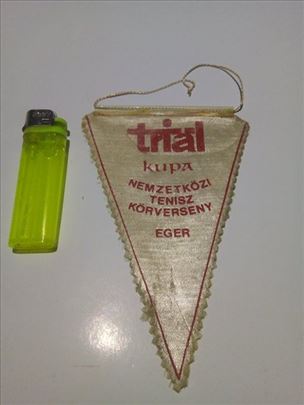 trial
kupa
NEMZETKÖZI
TENISZ
KÖRVERSENY
EGER